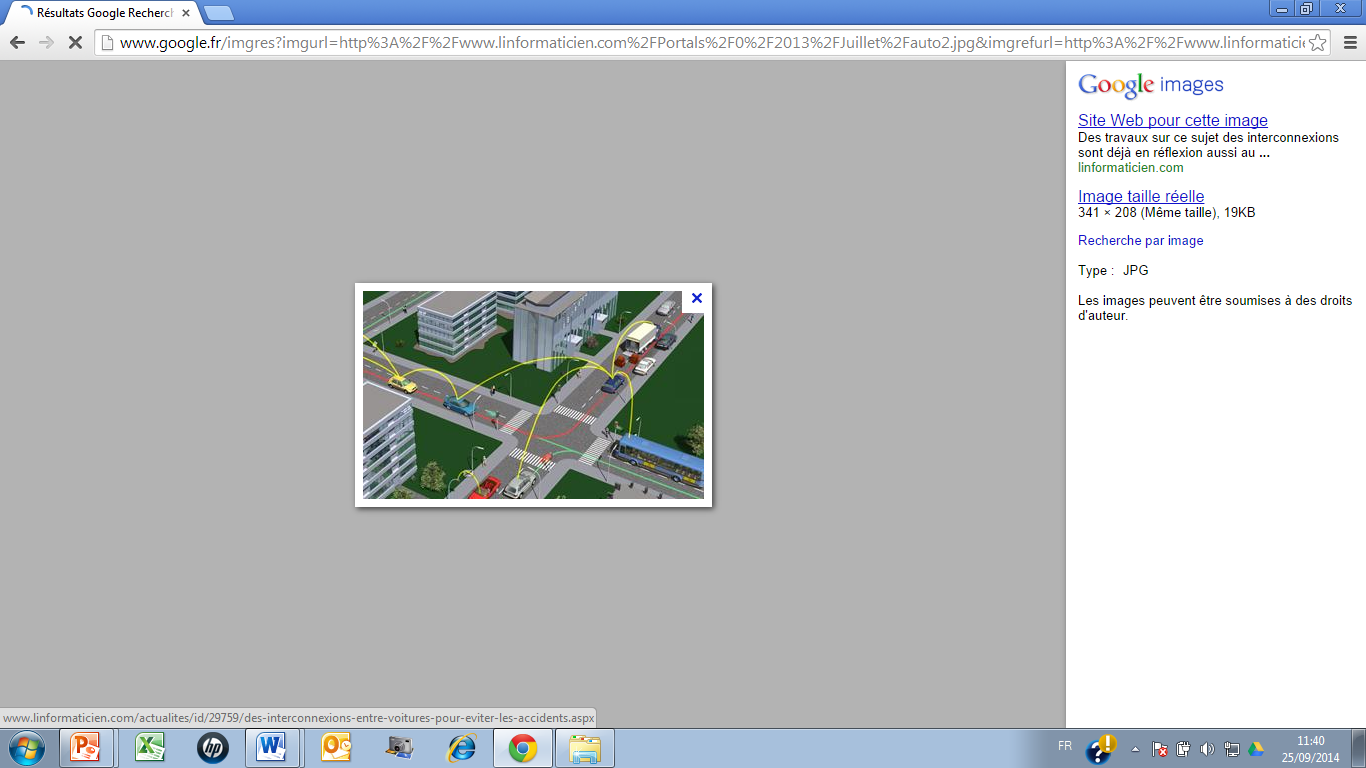 Résultats Google Recherch
www.google.fr/imgres?imgurl=http%3A%2F%2Fwww.linformaticien.com%2FPortals%2F0%2F2013%2FJuillet%2Fauto2.jpg&imgrefurl=http%3A%2F%2Fwww.linformaticie
Google images
Site Web pour cette image
Des travaux sur ce sujet des interconnexions
sont déjà en réflexion aussi au ...
linformaticien.com
Image taille réelle
341 × 208 (Même taille), 19KB
Recherche par image
Type : JPG
Les images peuvent être soumises à des droits
d'auteur.
www.linformaticien.com/actualites/id/29759/des-interconnexions-entre-voitures-pour-eviter-les-accidents.aspx
FR
11:40
25/09/2014